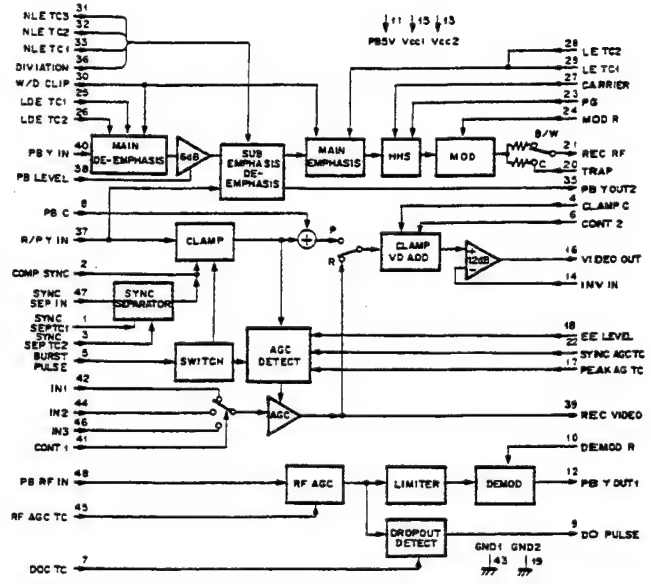 NLE TC3 31
NLE TC2 32
NLE TC1 33
DIVIATION 36
W/D CLIP 30
LDE TC1 25
LDE TC2 26
PB Y IN 40
PB LEVEL 38
PB C 8
R/P Y IN 37
COMP SYNC 2
SYNC SEP IN 47
SYNC SEPTC1 1
SYNC SEPTC2 3
BURST PULSE 5
IN1 42
IN2 44
IN3 46
CONT 1 41
PB RF IN 48
RF AGC TC 45
DOC TC 7
11 15 13
PB5V Vcc1 Vcc2
MAIN DE-EMPHASIS
6dB
SUB EMPHASIS DE-EMPHASIS
MAIN EMPHASIS
HHS
MOD
B/W
C
CLAMP
+
P
R
CLAMP VD ADD
+
−
12dB
SYNC SEPARATOR
SWITCH
AGC DETECT
AGC
RF AGC
LIMITER
DEMOD
DROPOUT DETECT
28 LE TC2
29 LE TC1
27 CARRIER
23 PG
24 MOD R
21 REC RF
20 TRAP
35 PB Y OUT2
4 CLAMP C
6 CONT 2
16 VIDEO OUT
14 INV IN
18 EE LEVEL
22 SYNC AGC TC
17 PEAK AG TC
39 REC VIDEO
10 DEMOD R
12 PB Y OUT1
9 DO PULSE
GND1 GND2
43 19